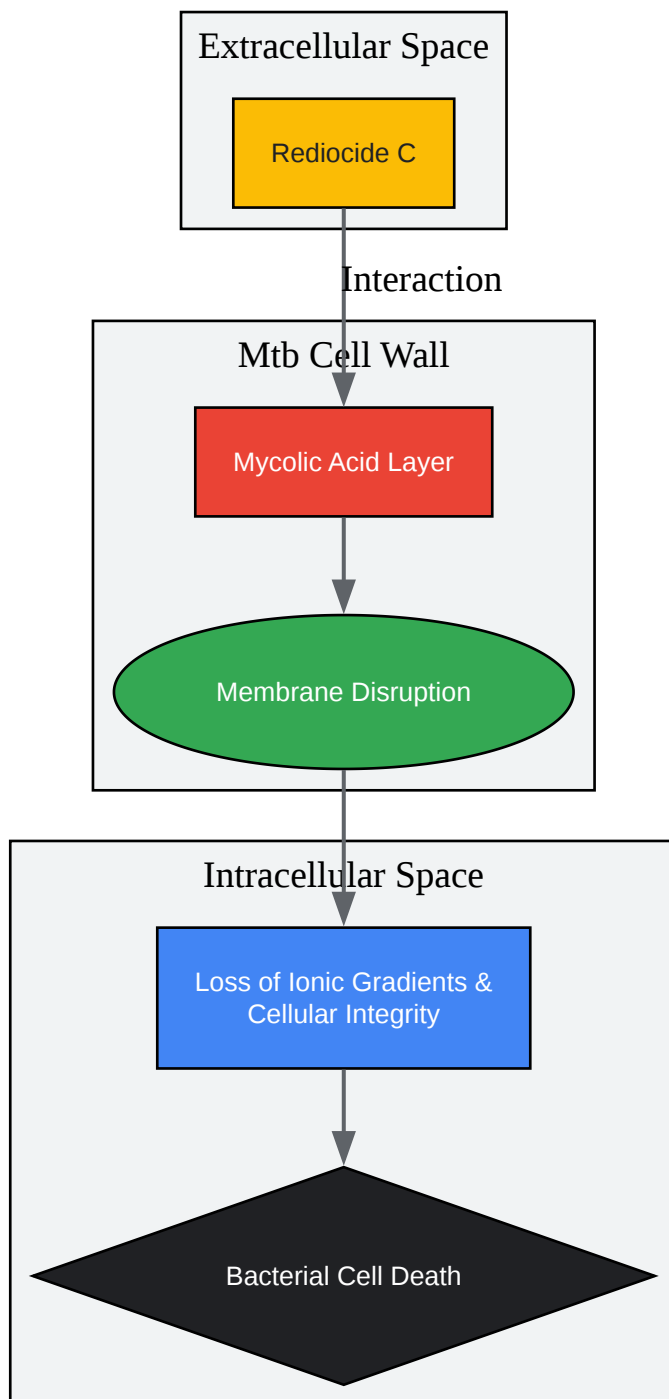 Extracellular Space
Rediocide C
Interaction
Mtb Cell Wall
Mycolic Acid Layer
Membrane Disruption
Intracellular Space
Loss of Ionic Gradients &
Cellular Integrity
Bacterial Cell Death